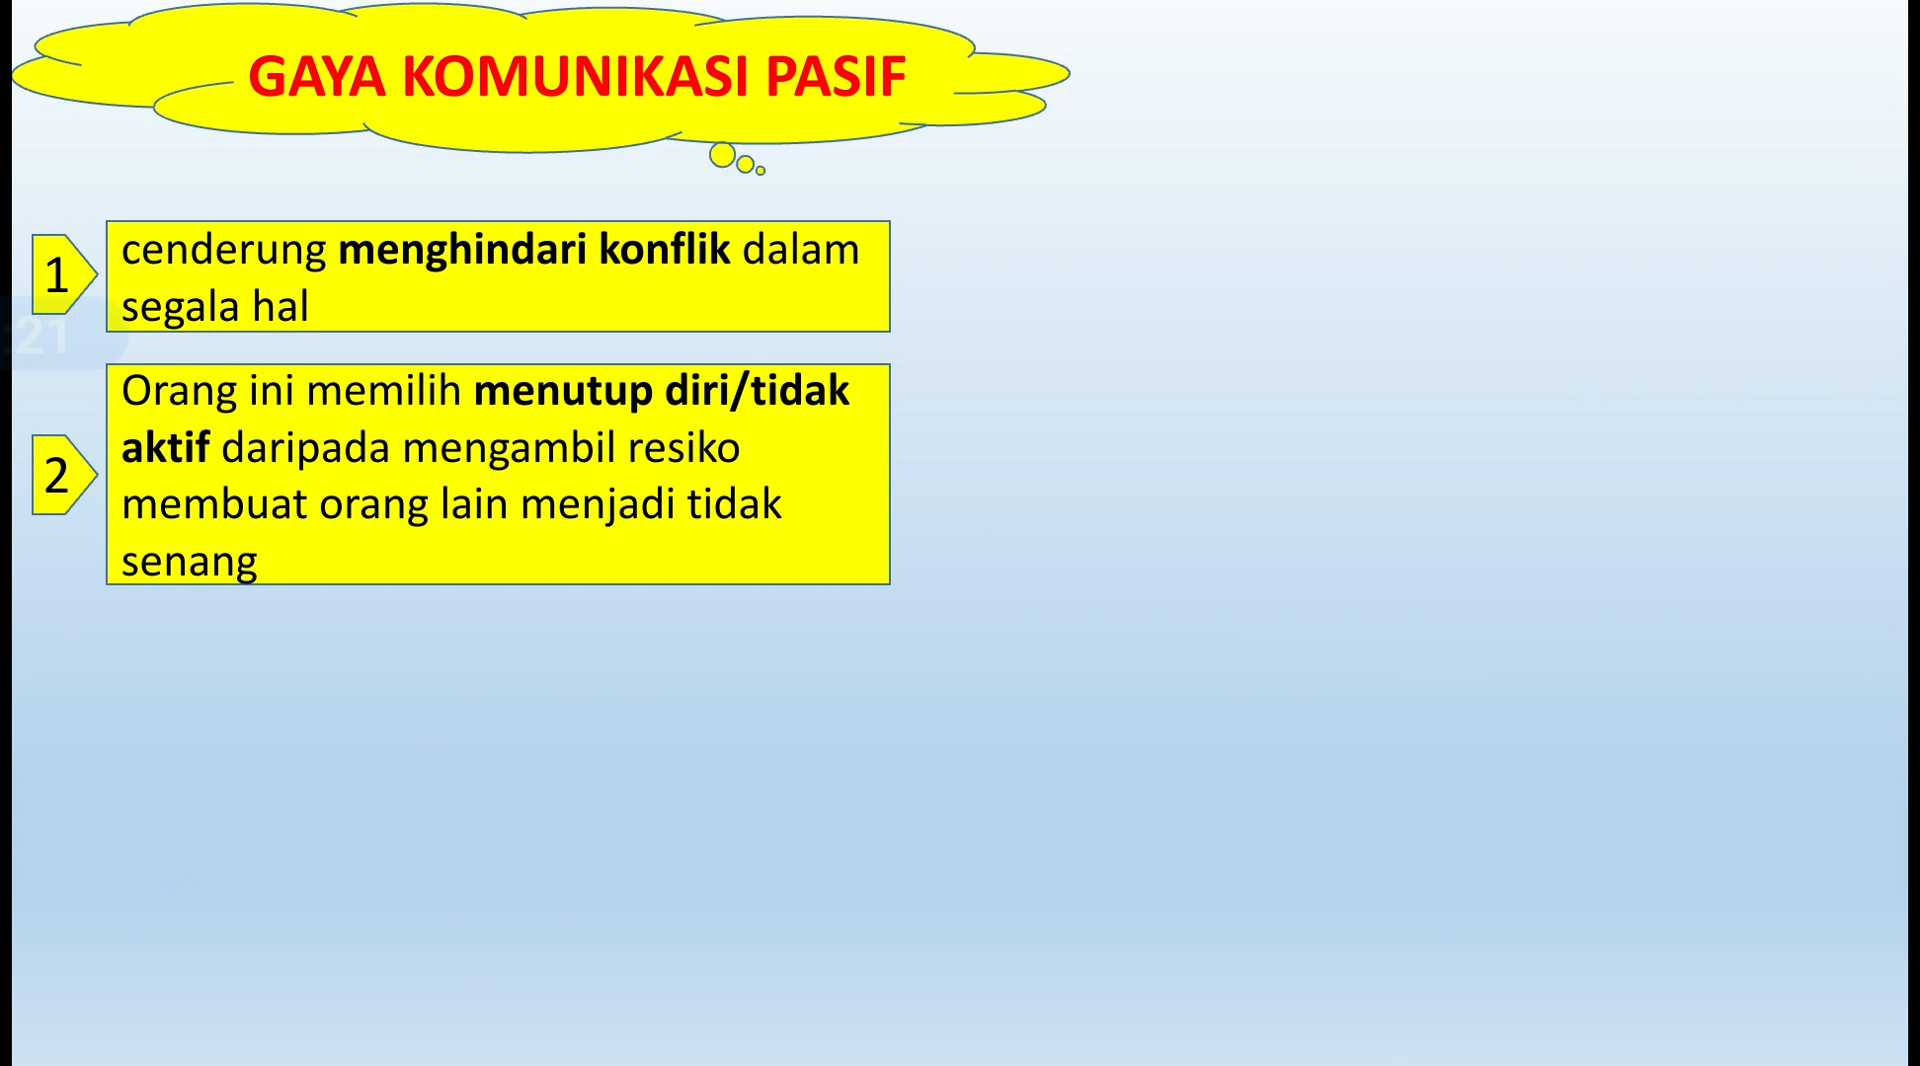 GAYA KOMUNIKASI PASIF
1
cenderung menghindari konflik dalam
segala hal
:21
2
Orang ini memilih menutup diri/tidak
aktif daripada mengambil resiko
membuat orang lain menjadi tidak
senang